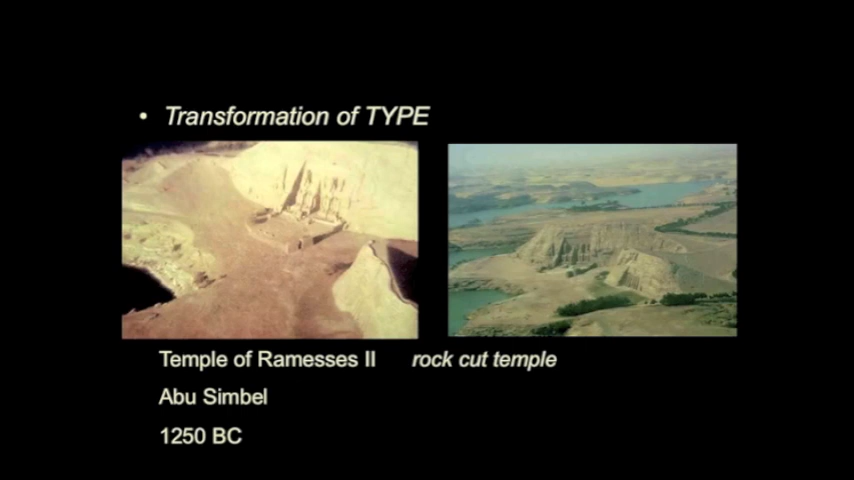 • Transformation of TYPE
Temple of Ramesses II rock cut temple
Abu Simbel
1250 BC